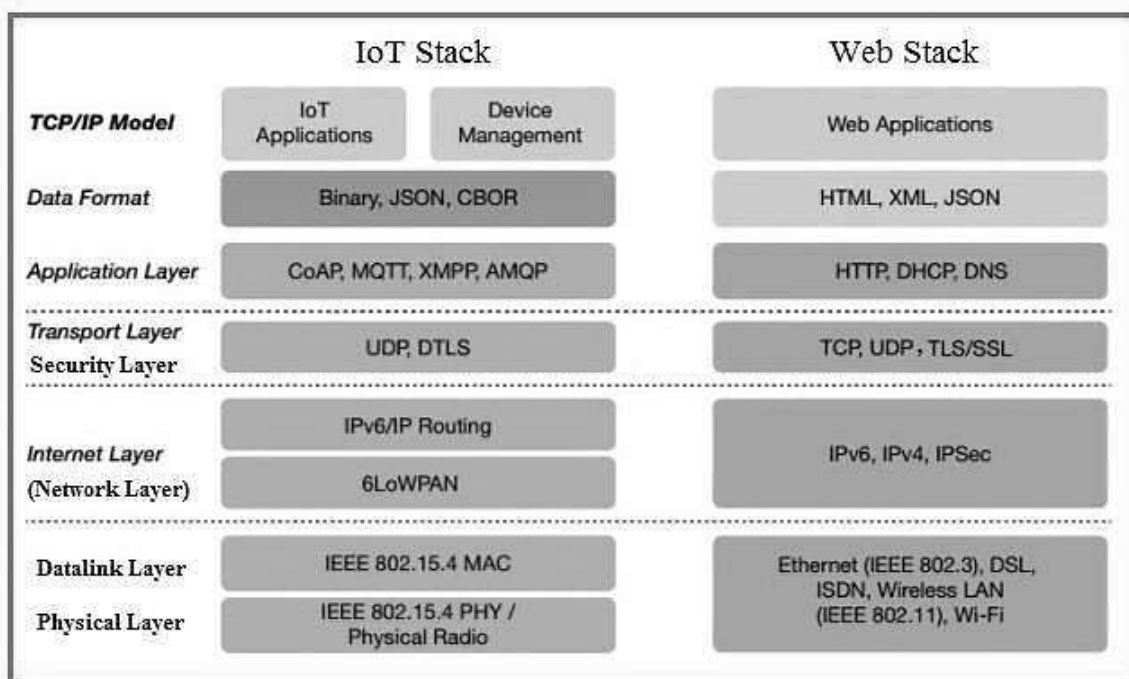 IoT Stack
Web Stack
TCP/IP Model
IoT
Applications
Device
Management
Web Applications
Data Format
Binary, JSON, CBOR
HTML, XML, JSON
Application Layer
CoAP, MQTT, XMPP, AMQP
HTTP, DHCP, DNS
Transport Layer
Security Layer
UDP, DTLS
TCP, UDP，TLS/SSL
Internet Layer
(Network Layer)
IPv6/IP Routing
6LoWPAN
IPv6, IPv4, IPSec
Datalink Layer
IEEE 802.15.4 MAC
Physical Layer
IEEE 802.15.4 PHY /
Physical Radio
Ethernet (IEEE 802.3), DSL,
ISDN, Wireless LAN
(IEEE 802.11), Wi-Fi